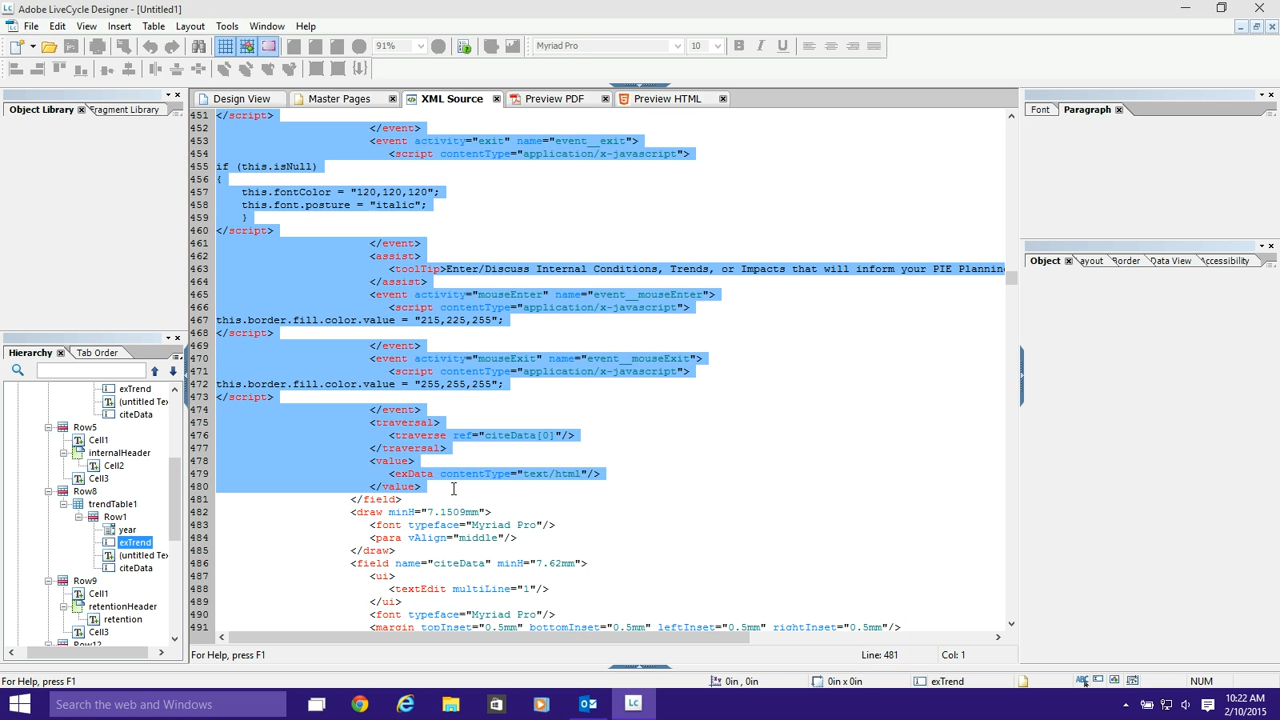 Adobe LiveCycle Designer - [Untitled1]
File Edit View Insert Table Layout Tools Window Help
91% Myriad Pro 10 B I U
Object Library Fragment Library
Design View Master Pages XML Source Preview PDF Preview HTML
Font Paragraph
451 </script>
452 </event>
453 <event activity="exit" name="event__exit">
454 <script contentType="application/x-javascript">
455 if (this.isNull)
456 {
457 this.fontColor = "120,120,120";
458 this.font.posture = "italic";
459 }
460 </script>
461 </event>
462 <assist>
463 <toolTip>Enter/Discuss Internal Conditions, Trends, or Impacts that will inform your PIE Plannin
464 </assist>
465 <event activity="mouseEnter" name="event__mouseEnter">
466 <script contentType="application/x-javascript">
467 this.border.fill.color.value = "215,225,255";
468 </script>
469 </event>
470 <event activity="mouseExit" name="event__mouseExit">
471 <script contentType="application/x-javascript">
472 this.border.fill.color.value = "255,255,255";
473 </script>
474 </event>
475 <traversal>
476 <traverse ref="citeData[0]"/>
477 </traversal>
478 <value>
479 <exData contentType="text/html"/>
480 </value>
481 </field>
482 <draw minH="7.1509mm">
483 <font typeface="Myriad Pro"/>
484 <para vAlign="middle"/>
485 </draw>
486 <field name="citeData" minH="7.62mm">
487 <ui>
488 <textEdit multiLine="1"/>
489 </ui>
490 <font typeface="Myriad Pro"/>
491 <margin topInset="0.5mm" bottomInset="0.5mm" leftInset="0.5mm" rightInset="0.5mm"/>
Object ayout Border Data View Accessibility
Hierarchy Tab Order
exTrend
(untitled Te
citeData
Row5
Cell1
internalHeader
Cell2
Cell3
Row8
trendTable1
Row1
year
exTrend
(untitled Te
citeData
Row9
Cell1
retentionHeader
retention
Cell3
Row12
For Help, press F1 Line: 481 Col: 1
For Help, press F1 0in , 0in 0in x 0in exTrend ABC NUM
Search the web and Windows
10:22 AM
2/10/2015